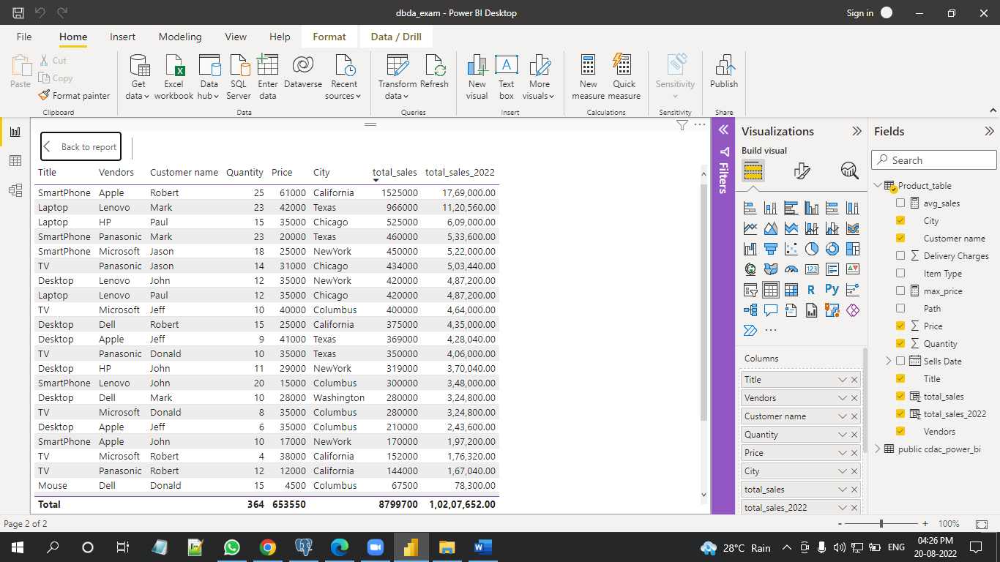 dbda_exam - Power BI Desktop
Sign in
File Home Insert Modeling View Help Format Data / Drill
Paste
Cut
Copy
Format painter
Get data
Excel workbook
Data hub
SQL Server
Enter data
Dataverse
Recent sources
Transform data
Refresh
New visual
Text box
More visuals
New measure
Quick measure
Sensitivity
Publish
Clipboard Data Queries Insert Calculations Sensitivity Share
Back to report
Title Vendors Customer name Quantity Price City total_sales total_sales_2022
SmartPhone Apple Robert 25 61000 California 1525000 17,69,000.00
Laptop Lenovo Mark 23 42000 Texas 966000 11,20,560.00
Laptop HP Paul 15 35000 Chicago 525000 6,09,000.00
SmartPhone Panasonic Mark 23 20000 Texas 460000 5,33,600.00
SmartPhone Microsoft Jason 18 25000 NewYork 450000 5,22,000.00
TV Panasonic Jason 14 31000 Chicago 434000 5,03,440.00
Desktop Lenovo John 12 35000 NewYork 420000 4,87,200.00
Laptop Lenovo Paul 12 35000 Chicago 420000 4,87,200.00
TV Microsoft Jeff 10 40000 Columbus 400000 4,64,000.00
Desktop Dell Robert 15 25000 California 375000 4,35,000.00
Desktop Apple Jeff 9 41000 Texas 369000 4,28,040.00
TV Panasonic Donald 10 35000 Texas 350000 4,06,000.00
Desktop HP John 11 29000 NewYork 319000 3,70,040.00
SmartPhone Lenovo John 20 15000 Columbus 300000 3,48,000.00
Desktop Dell Mark 10 28000 Washington 280000 3,24,800.00
TV Microsoft Donald 8 35000 Columbus 280000 3,24,800.00
Desktop Apple Jeff 6 35000 Columbus 210000 2,43,600.00
SmartPhone Apple John 10 17000 NewYork 170000 1,97,200.00
TV Microsoft Robert 4 38000 California 152000 1,76,320.00
TV Panasonic Robert 12 12000 California 144000 1,67,040.00
Mouse Dell Donald 15 4500 Columbus 67500 78,300.00
Total 364 653550 8799700 1,02,07,652.00
Filters
Visualizations
Build visual
123
R Py
Columns
Title
Vendors
Customer name
Quantity
Price
City
total_sales
total_sales_2022
Fields
Search
Product_table
avg_sales
City
Customer name
Delivery Charges
Item Type
max_price
Path
Price
Quantity
Sells Date
Title
total_sales
total_sales_2022
Vendors
public cdac_power_bi
Page 2 of 2
- + 100%
28°C Rain
ENG
04:26 PM
20-08-2022